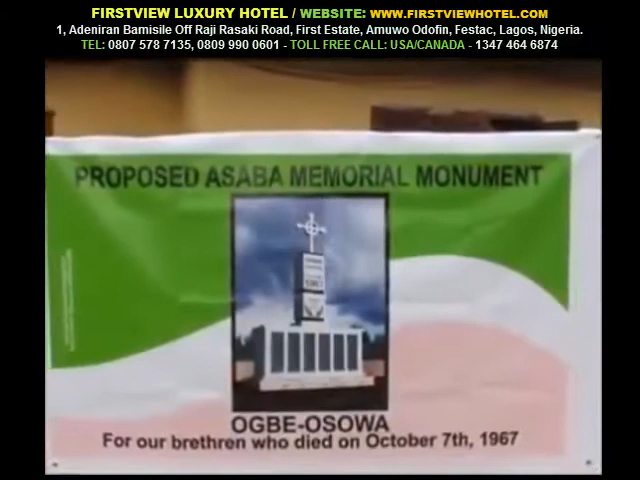 FIRSTVIEW LUXURY HOTEL / WEBSITE: WWW.FIRSTVIEWHOTEL.COM
1, Adeniran Bamisile Off Raji Rasaki Road, First Estate, Amuwo Odofin, Festac, Lagos, Nigeria.
TEL: 0807 578 7135, 0809 990 0601 - TOLL FREE CALL: USA/CANADA - 1347 464 6874
PROPOSED ASABA MEMORIAL MONUMENT
OGBE-OSOWA
For our brethren who died on October 7th, 1967